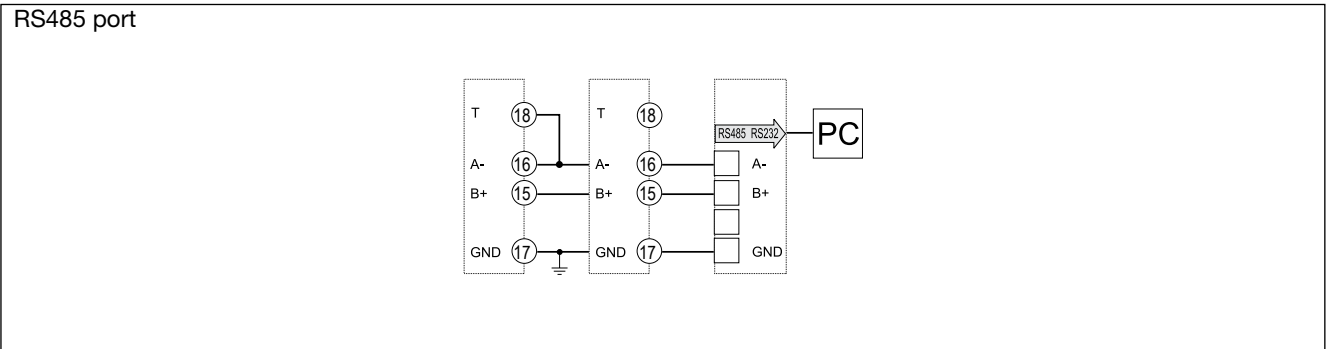 RS485 port
T 18 T 18
RS485 RS232 PC
A- 16 A- 16 A-
B+ 15 B+ 15 B+
GND 17 GND 17 GND